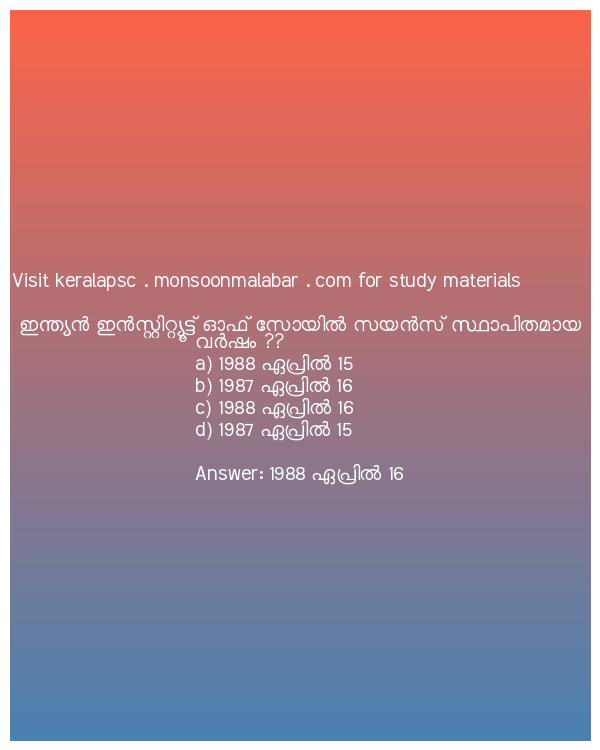 Visit keralapsc . monsoonmalabar . com for study materials
ഇന്ത്യൻ ഇൻസ്റ്റിറ്റ്യൂട്ട് ഓഫ് സോയിൽ സയൻസ് സ്ഥാപിതമായ
വർഷം ??
a) 1988 ഏപ്രിൽ 15
b) 1987 ഏപ്രിൽ 16
c) 1988 ഏപ്രിൽ 16
d) 1987 ഏപ്രിൽ 15
Answer: 1988 ഏപ്രിൽ 16